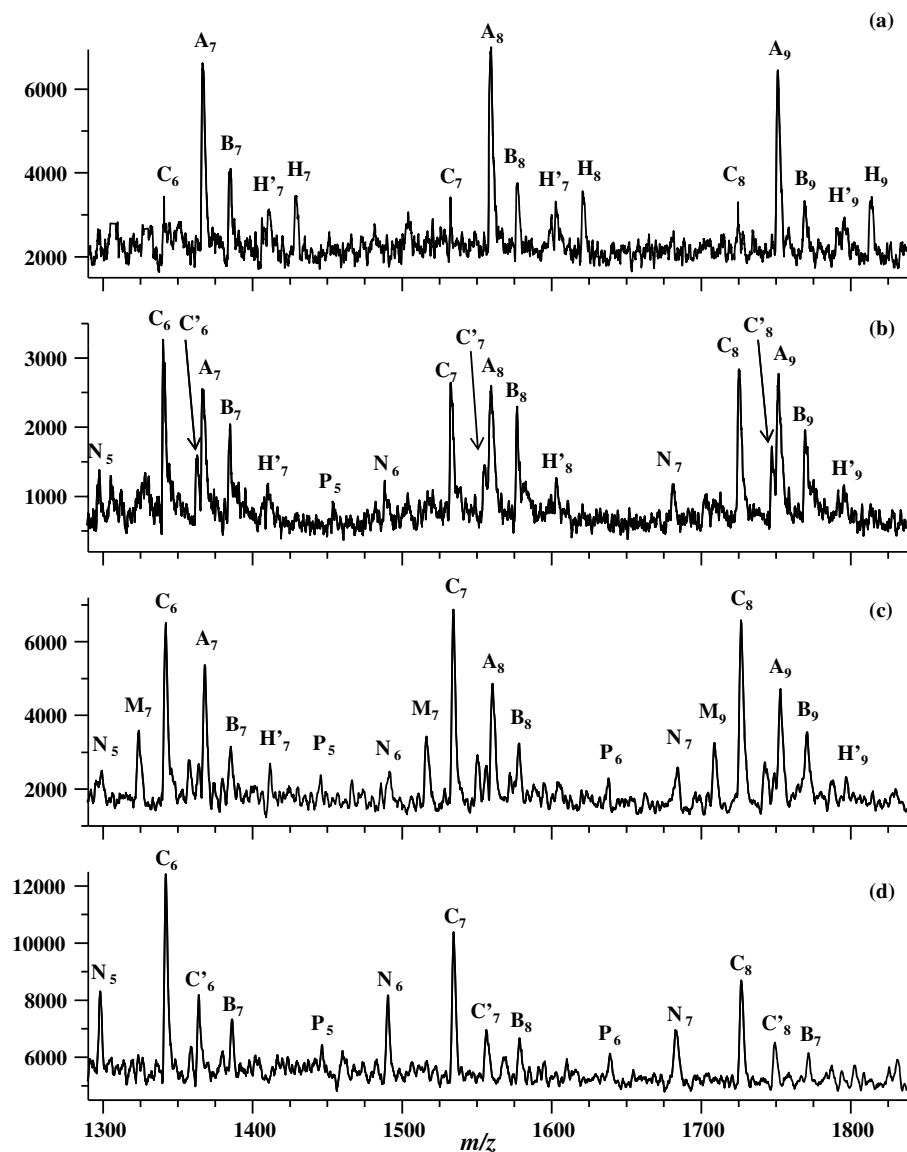 (a)
A7 A8 A9
6000
B7 B8 B9
4000
C6 H'7 H7 C7 H'7 H8 C8 H'9 H9
2000
(b)
C6 C'6 C'7 C8 C'8
3000
A7 C7 A8 A9
B7 B8 B9
2000
N5 H'7 P5 N6 H'8 N7 H'9
1000
(c)
C6 C7 C8
6000
A7 A8 A9
4000
M7 B7 M7 B8 M9 B9
N5 H'7 P5 N6 P6 N7 H'9
2000
(d)
C6
12000
C7
10000
N5 C'6 N6 C8
8000
B7 P5 C'7 B8 P6 N7 C'8 B7
6000
1300 1400 1500 1600 1700 1800
m/z